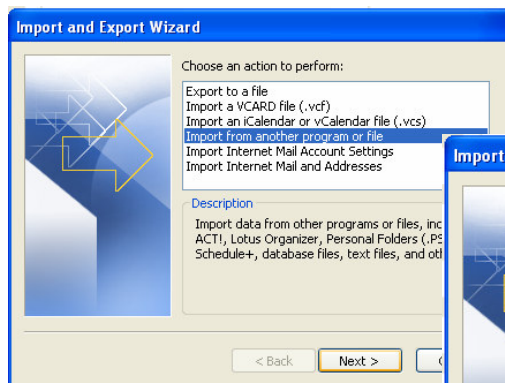 Import and Export Wizard
Choose an action to perform:
Export to a file
Import a VCARD file (.vcf)
Import an iCalendar or vCalendar file (.vcs)
Import from another program or file
Import Internet Mail Account Settings
Import Internet Mail and Addresses
Description
Import data from other programs or files, inc
ACT!, Lotus Organizer, Personal Folders (.PS
Schedule+, database files, text files, and ot
< Back
Next >
Import